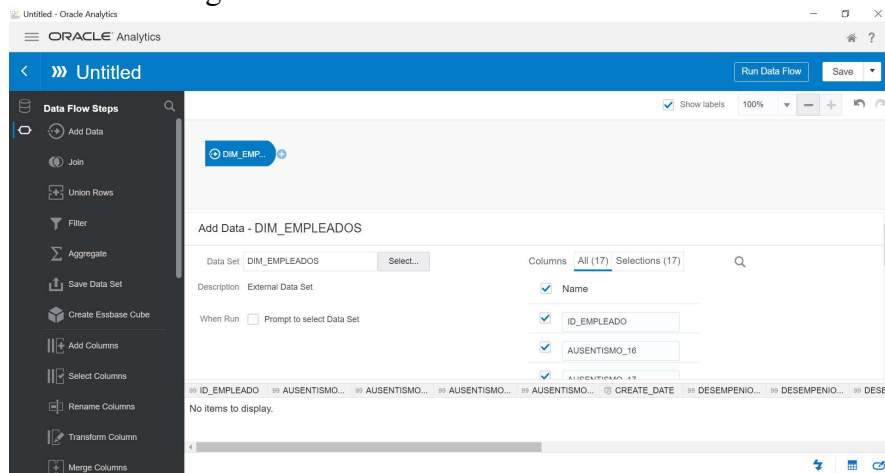 Untitled - Oracle Analytics
ORACLE Analytics
Untitled
Run Data Flow
Save
Data Flow Steps
Show labels
100%
Add Data
Join
Union Rows
Filter
Aggregate
Save Data Set
Create Essbase Cube
Add Columns
Select Columns
Rename Columns
Transform Column
Merge Columns
DIM_EMP...
Add Data - DIM_EMPLEADOS
Data Set DIM_EMPLEADOS Select...
Description External Data Set
When Run Prompt to select Data Set
Columns All (17) Selections (17)
Name
ID_EMPLEADO
AUSENTISMO_16
AUSENTISMO_17
ID_EMPLEADO AUSENTISMO... AUSENTISMO... AUSENTISMO... AUSENTISMO... CREATE_DATE DESEMPENIO... DESEMPENIO... DESE
No items to display.